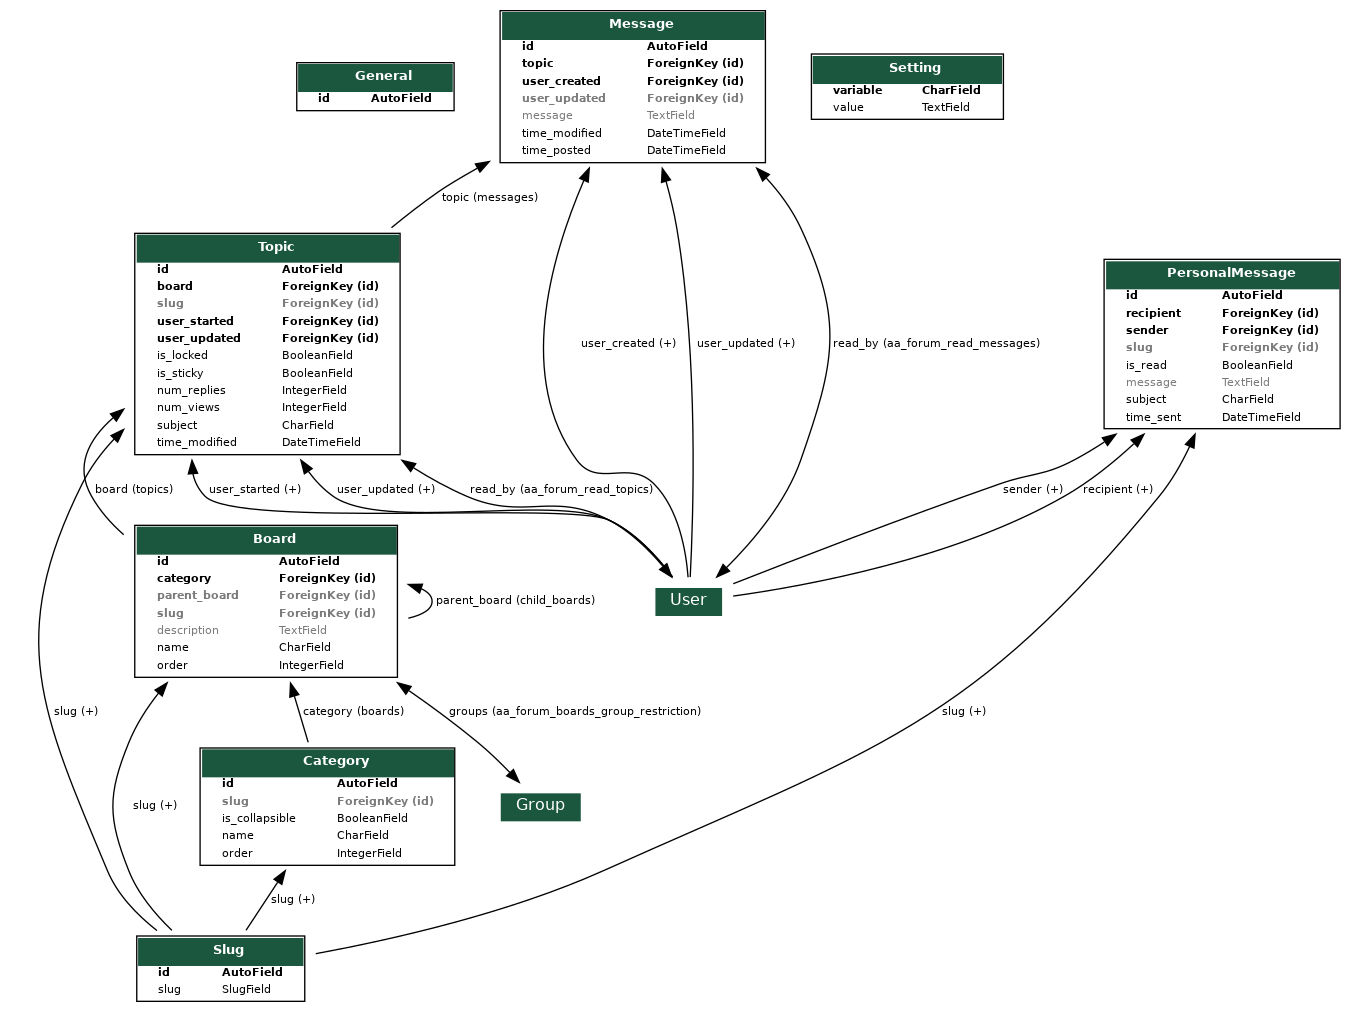 Message
id AutoField
topic ForeignKey (id)
user_created ForeignKey (id)
user_updated ForeignKey (id)
message TextField
time_modified DateTimeField
time_posted DateTimeField
General
id AutoField
Setting
variable CharField
value TextField
topic (messages)
Topic
id AutoField
board ForeignKey (id)
slug ForeignKey (id)
user_started ForeignKey (id)
user_updated ForeignKey (id)
is_locked BooleanField
is_sticky BooleanField
num_replies IntegerField
num_views IntegerField
subject CharField
time_modified DateTimeField
PersonalMessage
id AutoField
recipient ForeignKey (id)
sender ForeignKey (id)
slug ForeignKey (id)
is_read BooleanField
message TextField
subject CharField
time_sent DateTimeField
user_created (+) user_updated (+) read_by (aa_forum_read_messages)
board (topics) user_started (+) user_updated (+) read_by (aa_forum_read_topics) sender (+) recipient (+)
Board
id AutoField
category ForeignKey (id)
parent_board ForeignKey (id)
slug ForeignKey (id)
description TextField
name CharField
order IntegerField
parent_board (child_boards)
User
slug (+) category (boards) groups (aa_forum_boards_group_restriction) slug (+)
Category
id AutoField
slug ForeignKey (id)
is_collapsible BooleanField
name CharField
order IntegerField
slug (+)
Group
slug (+)
Slug
id AutoField
slug SlugField